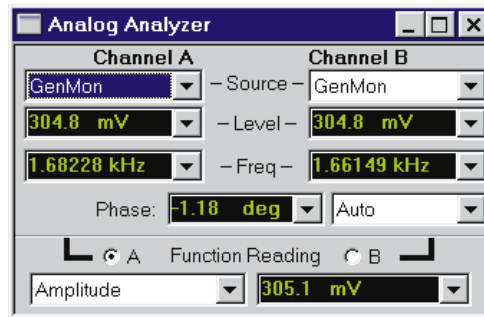 Analog Analyzer
Channel A Channel B
GenMon – Source – GenMon
304.8 mV – Level – 304.8 mV
1.68228 kHz – Freq – 1.66149 kHz
Phase: -1.18 deg Auto
A Function Reading B
Amplitude 305.1 mV